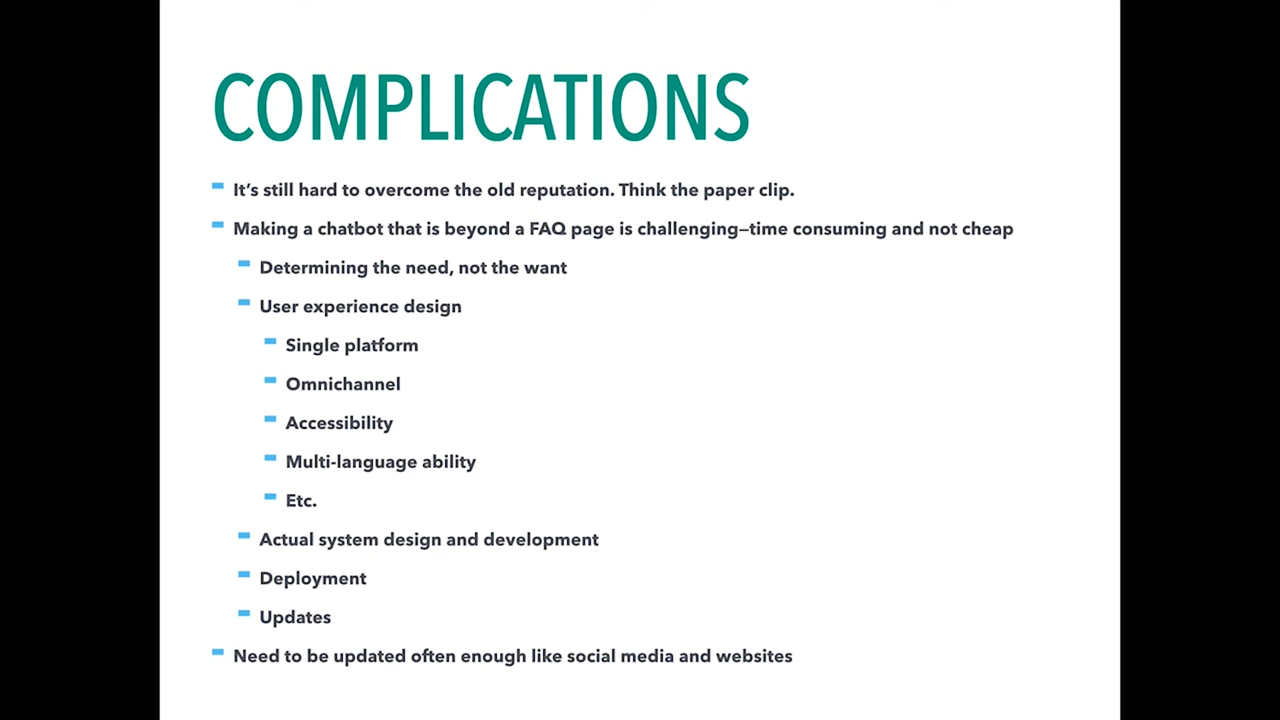 COMPLICATIONS
It's still hard to overcome the old reputation. Think the paper clip.
Making a chatbot that is beyond a FAQ page is challenging—time consuming and not cheap
Determining the need, not the want
User experience design
Single platform
Omnichannel
Accessibility
Multi-language ability
Etc.
Actual system design and development
Deployment
Updates
Need to be updated often enough like social media and websites